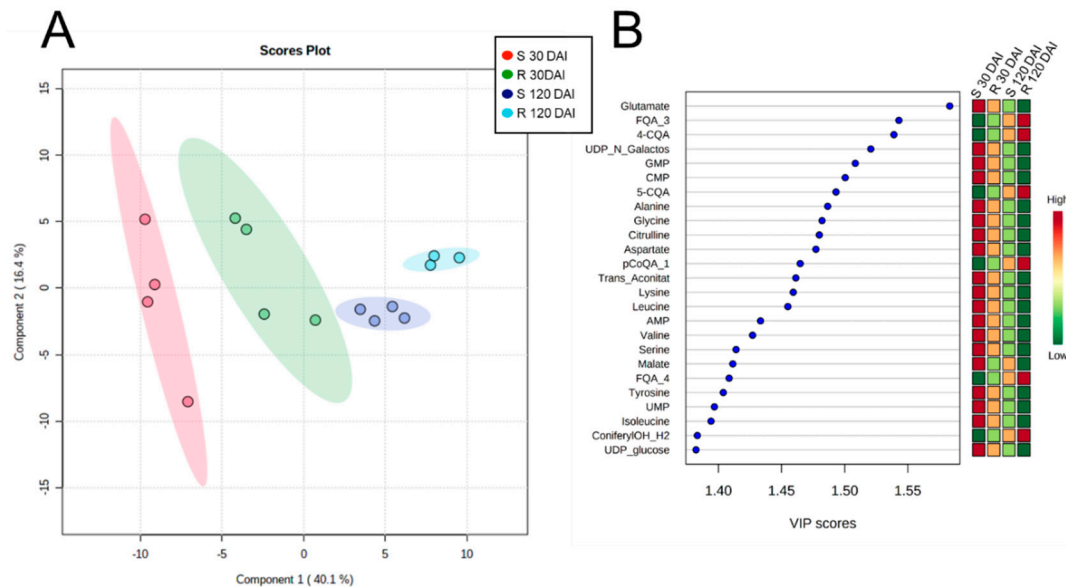 A
Scores Plot
S 30 DAI
R 30DAI
S 120 DAI
R 120 DAI
15
10
5
0
-5
-10
-15
Component 2 ( 16.4 %)
-10
-5
0
5
10
Component 1 ( 40.1 %)
B
S 30 DAI
R 30 DAI
S 120 DAI
R 120 DAI
Glutamate
FQA_3
4-CQA
UDP_N_Galactos
GMP
CMP
5-CQA
Alanine
Glycine
Citrulline
Aspartate
pCoQA_1
Trans_Aconitat
Lysine
Leucine
AMP
Valine
Serine
Malate
FQA_4
Tyrosine
UMP
Isoleucine
ConiferylOH_H2
UDP_glucose
High
Low
1.40
1.45
1.50
1.55
VIP scores